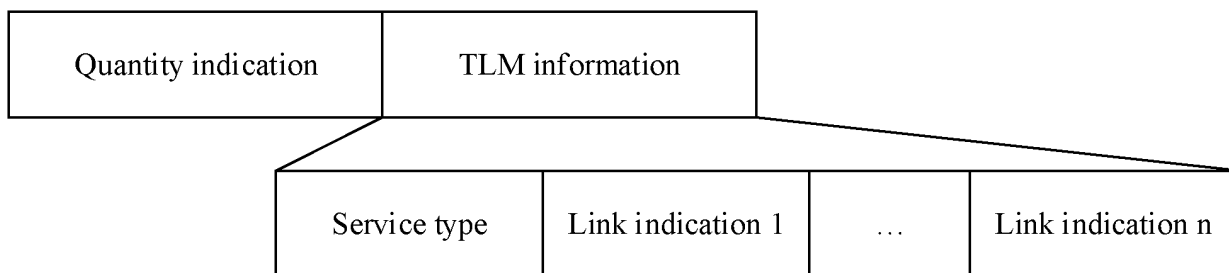 Quantity indication TLM information
Service type Link indication 1 … Link indication n